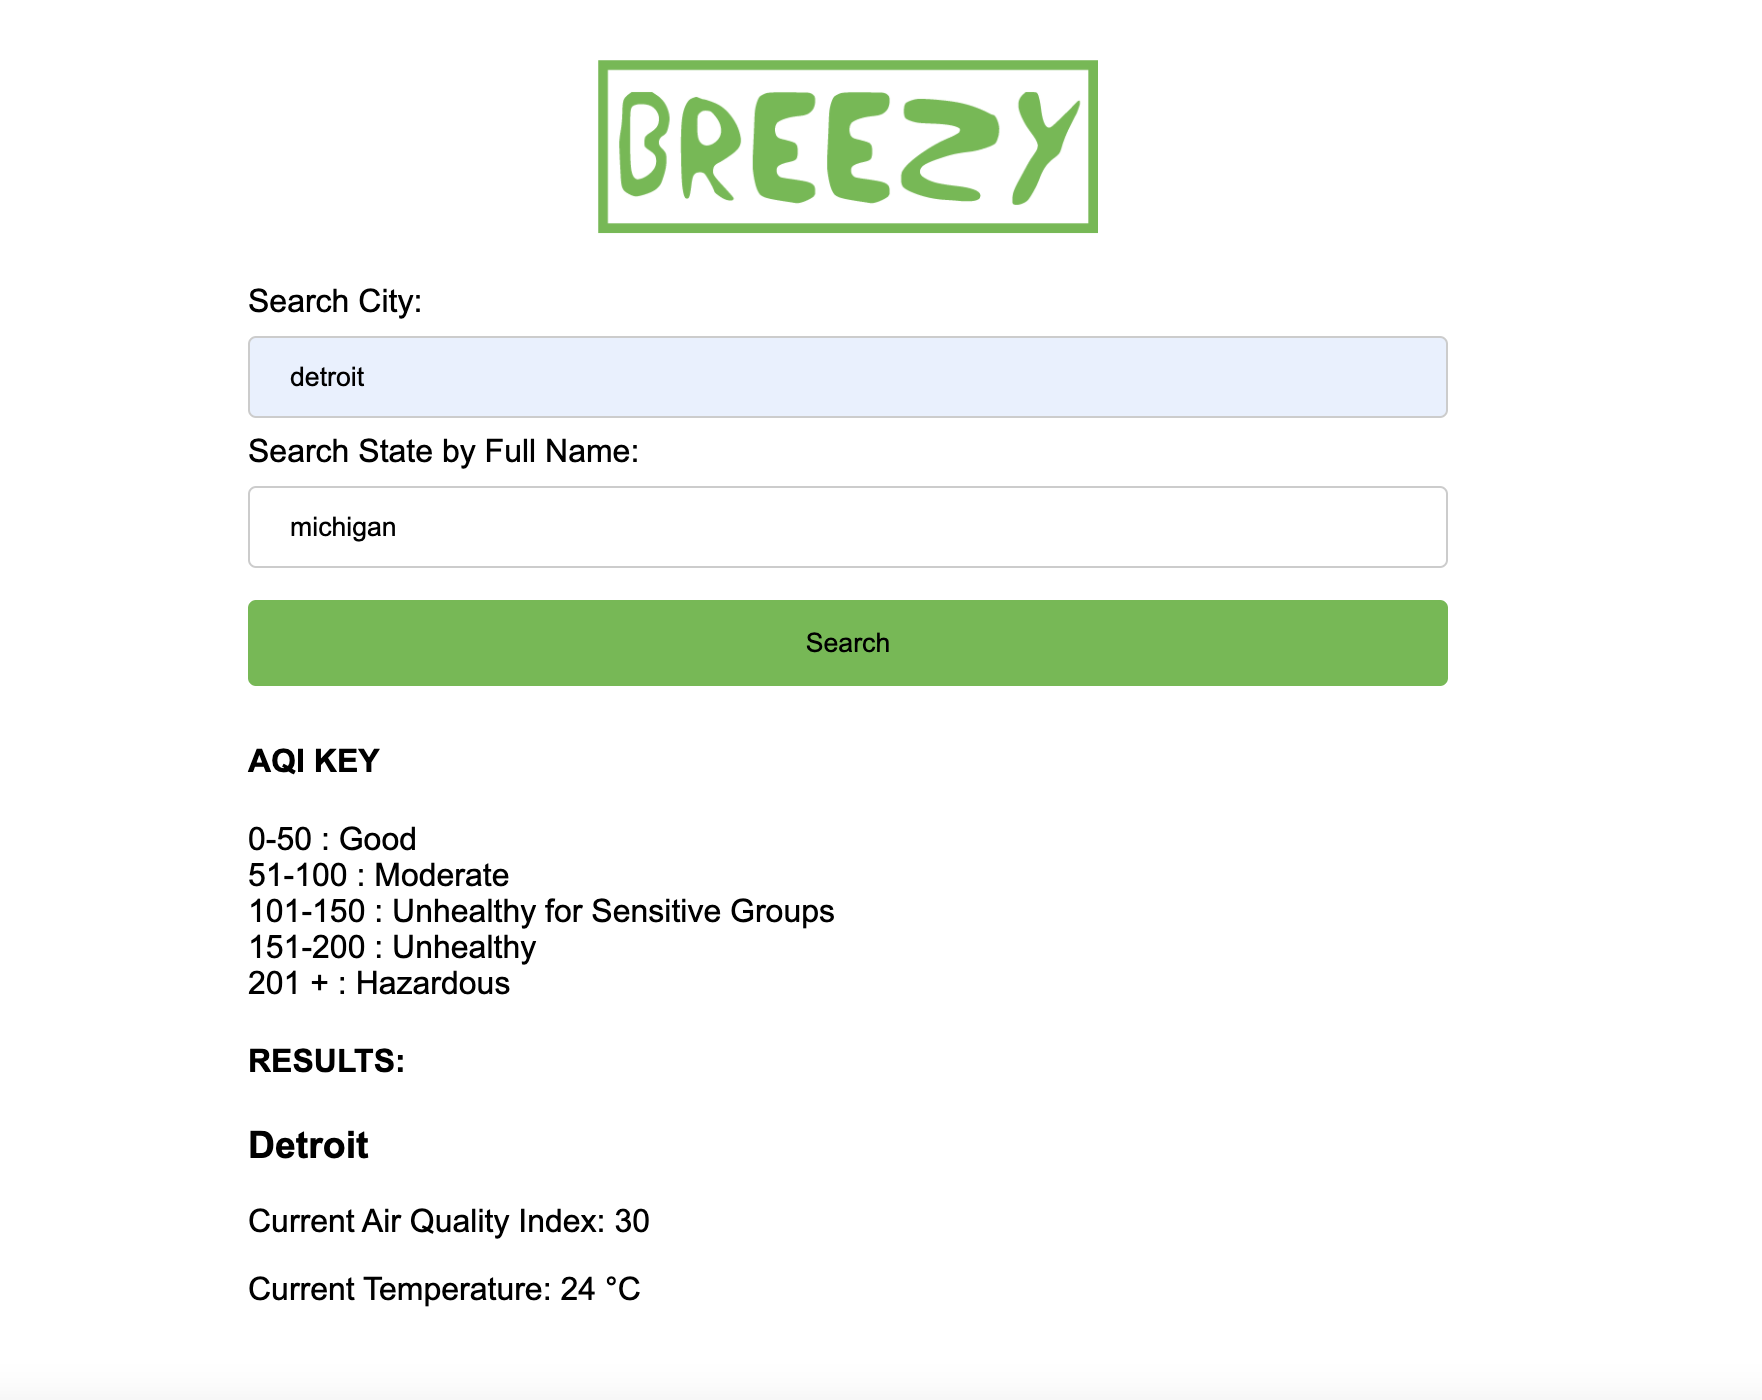 BREEZY
Search City:
detroit
Search State by Full Name:
michigan
Search
AQI KEY
0-50 : Good
51-100 : Moderate
101-150 : Unhealthy for Sensitive Groups
151-200 : Unhealthy
201 + : Hazardous
RESULTS:
Detroit
Current Air Quality Index: 30
Current Temperature: 24 °C